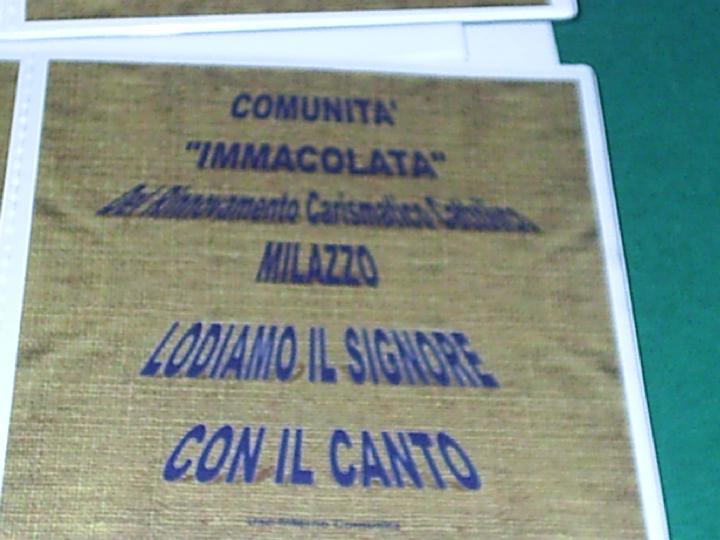 COMUNITA'
"IMMACOLATA"
del Rinnovamento Carismatico Cattolico
MILAZZO
LODIAMO IL SIGNORE
CON IL CANTO